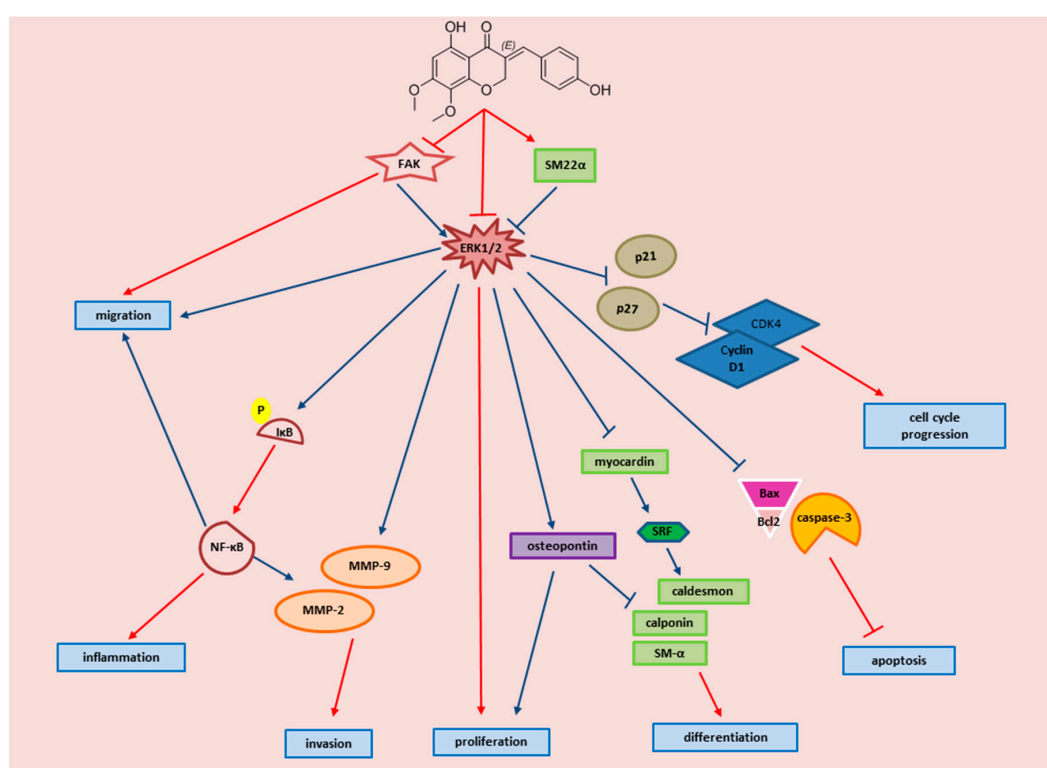 OH
O
(E)
O
O
O
OH
FAK
SM22α
ERK1/2
p21
p27
migration
CDK4
Cyclin
D1
P
IκB
cell cycle
progression
myocardin
Bax
Bcl2
caspase-3
SRF
NF-κB
osteopontin
MMP-9
caldesmon
MMP-2
calponin
SM-α
inflammation
apoptosis
invasion
proliferation
differentiation